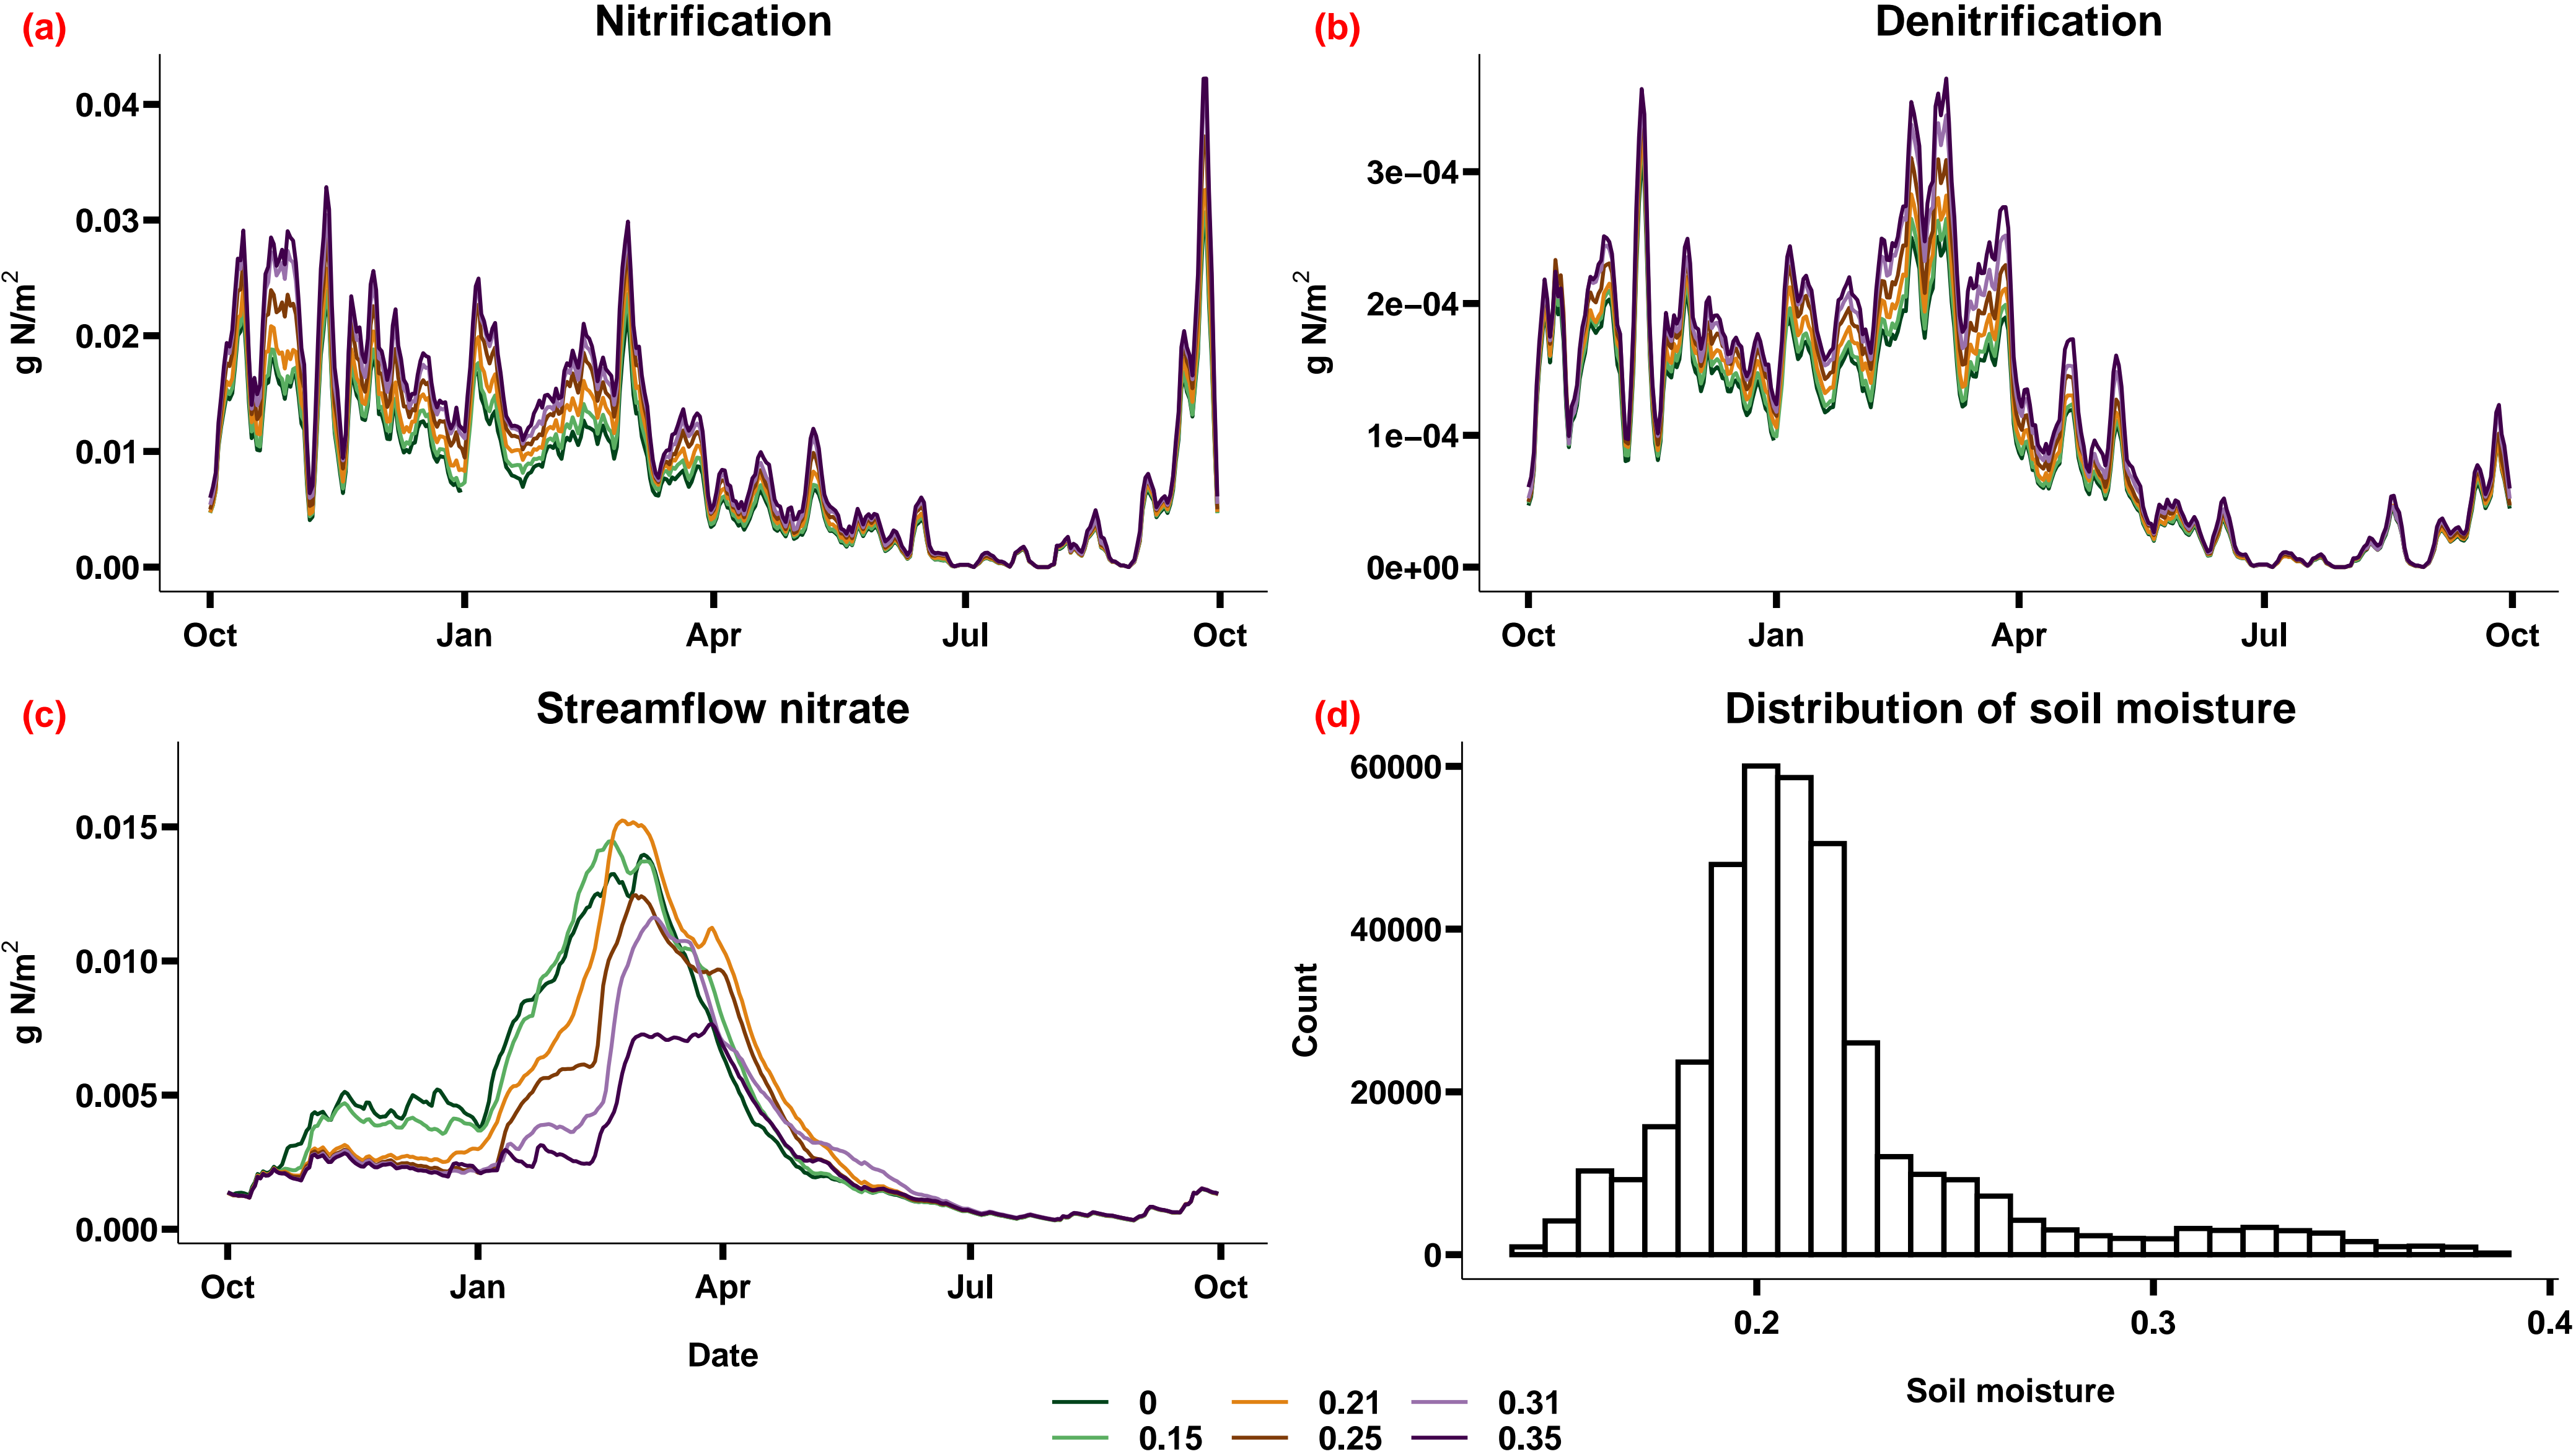 (a) Nitrification
(b) Denitrification
g N/m²
0.04
0.03
0.02
0.01
0.00
Oct Jan Apr Jul Oct
g N/m²
3e−04
2e−04
1e−04
0e+00
Oct Jan Apr Jul Oct
(c) Streamflow nitrate
(d) Distribution of soil moisture
g N/m²
0.015
0.010
0.005
0.000
Oct Jan Apr Jul Oct
Date
Count
60000
40000
20000
0
0.2 0.3 0.4
Soil moisture
0 0.21 0.31
0.15 0.25 0.35